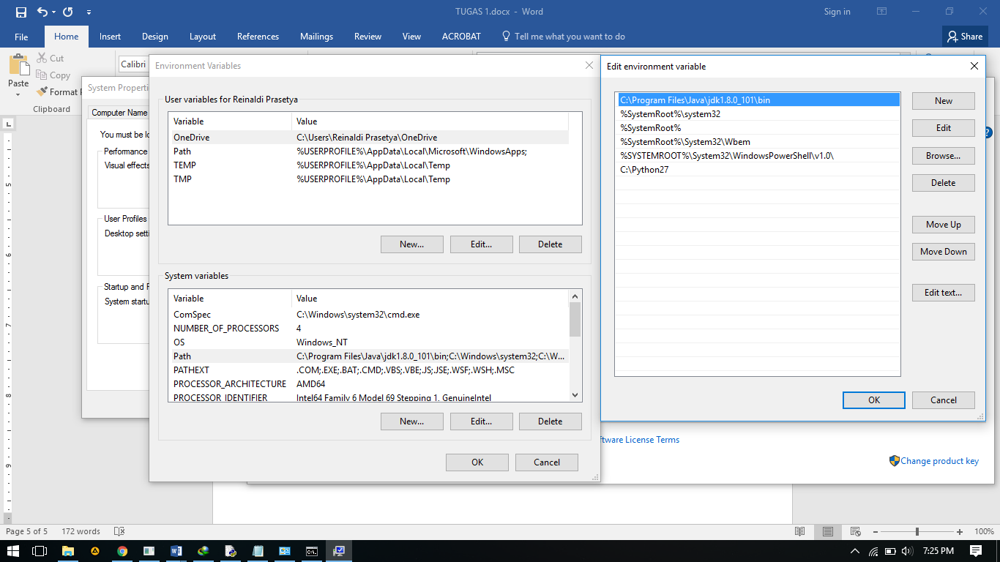 TUGAS 1.docx - Word
Sign in
File
Home
Insert
Design
Layout
References
Mailings
Review
View
ACROBAT
Tell me what you want to do
Share
Paste
Cut
Copy
Format
Clipboard
Calibri
System Properti
Computer Name
You must be lo
Performance
Visual effects
User Profiles
Desktop setti
Startup and
System startu
Environment Variables
User variables for Reinaldi Prasetya
Variable Value
OneDrive C:\Users\Reinaldi Prasetya\OneDrive
Path %USERPROFILE%\AppData\Local\Microsoft\WindowsApps;
TEMP %USERPROFILE%\AppData\Local\Temp
TMP %USERPROFILE%\AppData\Local\Temp
New... Edit... Delete
System variables
Variable Value
ComSpec C:\Windows\system32\cmd.exe
NUMBER_OF_PROCESSORS 4
OS Windows_NT
Path C:\Program Files\Java\jdk1.8.0_101\bin;C:\Windows\system32;C:\W...
PATHEXT .COM;.EXE;.BAT;.CMD;.VBS;.VBE;.JS;.JSE;.WSF;.WSH;.MSC
PROCESSOR_ARCHITECTURE AMD64
PROCESSOR_IDENTIFIER Intel64 Family 6 Model 69 Stepping 1, GenuineIntel
New... Edit... Delete
OK Cancel
Edit environment variable
C:\Program Files\Java\jdk1.8.0_101\bin
%SystemRoot%\system32
%SystemRoot%
%SystemRoot%\System32\Wbem
%SYSTEMROOT%\System32\WindowsPowerShell\v1.0\
C:\Python27
New
Edit
Browse...
Delete
Move Up
Move Down
Edit text...
OK Cancel
ftware License Terms
Change product key
5
6
7
8
9
Page 5 of 5 172 words
100%
7:25 PM